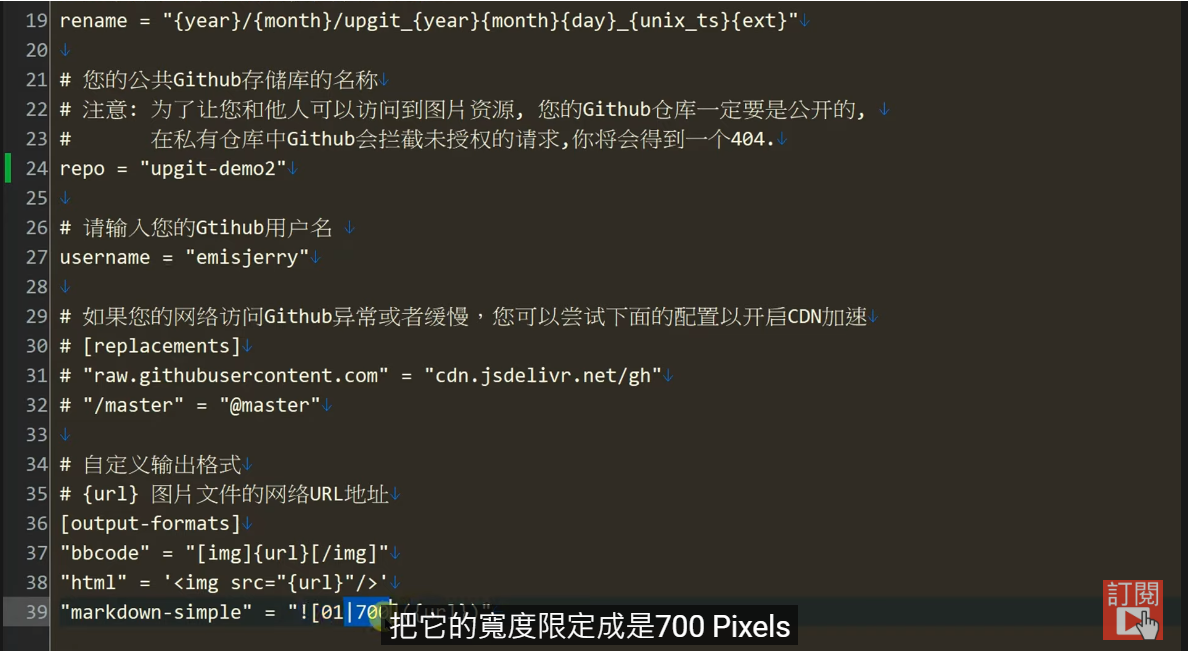 19 rename = "{year}/{month}/upgit_{year}{month}{day}_{unix_ts}{ext}"↓
20 ↓
21 # 您的公共Github存储库的名称↓
22 # 注意: 为了让您和他人可以访问到图片资源, 您的Github仓库一定要是公开的, ↓
23 #       在私有仓库中Github会拦截未授权的请求,你将会得到一个404.↓
24 repo = "upgit-demo2"↓
25 ↓
26 # 请输入您的Gtihub用户名 ↓
27 username = "emisjerry"↓
28 ↓
29 # 如果您的网络访问Github异常或者缓慢，您可以尝试下面的配置以开启CDN加速↓
30 # [replacements]↓
31 # "raw.githubusercontent.com" = "cdn.jsdelivr.net/gh"↓
32 # "/master" = "@master"↓
33 ↓
34 # 自定义输出格式↓
35 # {url} 图片文件的网络URL地址↓
36 [output-formats]↓
37 "bbcode" = "[img]{url}[/img]"↓
38 "html" = '<img src="{url}"/>'↓
39 "markdown-simple" = "![01|700]({url})"
把它的寬度限定成是700 Pixels
訂閱